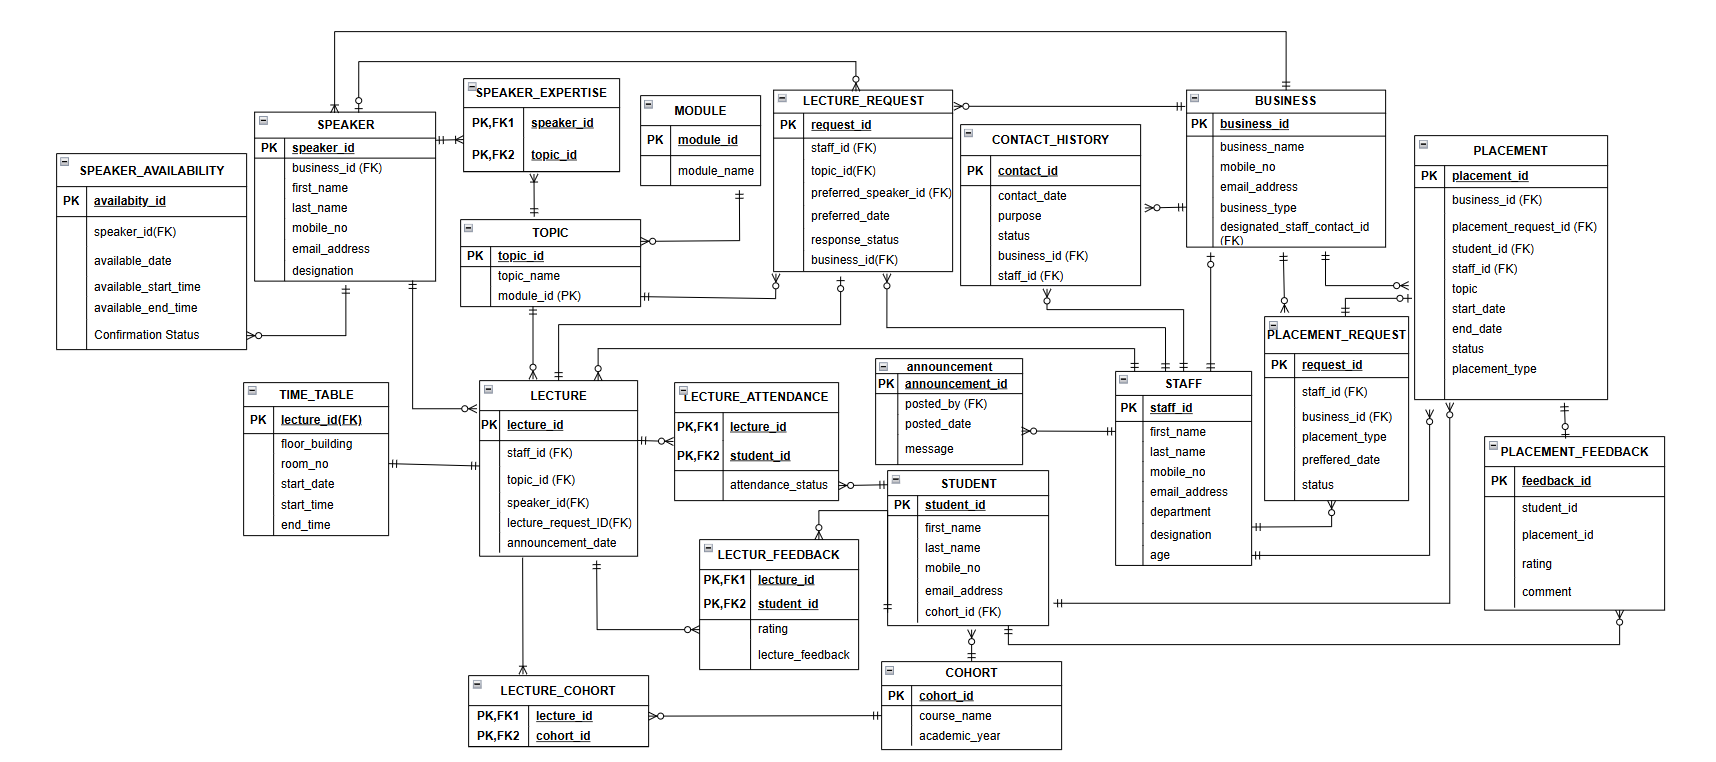 SPEAKER_AVAILABILITY
PK availabity_id
speaker_id(FK)
available_date
available_start_time
available_end_time
Confirmation Status
SPEAKER
PK speaker_id
business_id (FK)
first_name
last_name
mobile_no
email_address
designation
SPEAKER_EXPERTISE
PK,FK1 speaker_id
PK,FK2 topic_id
MODULE
PK module_id
module_name
TOPIC
PK topic_id
topic_name
module_id (PK)
LECTURE_REQUEST
PK request_id
staff_id (FK)
topic_id(FK)
preferred_speaker_id (FK)
preferred_date
response_status
business_id(FK)
CONTACT_HISTORY
PK contact_id
contact_date
purpose
status
business_id (FK)
staff_id (FK)
BUSINESS
PK business_id
business_name
mobile_no
email_address
business_type
designated_staff_contact_id
(FK)
PLACEMENT
PK placement_id
business_id (FK)
placement_request_id (FK)
student_id (FK)
staff_id (FK)
topic
start_date
end_date
status
placement_type
PLACEMENT_REQUEST
PK request_id
staff_id (FK)
business_id (FK)
placement_type
preffered_date
status
TIME_TABLE
PK lecture_id(FK)
floor_building
room_no
start_date
start_time
end_time
LECTURE
PK lecture_id
staff_id (FK)
topic_id (FK)
speaker_id(FK)
lecture_request_ID(FK)
announcement_date
LECTURE_ATTENDANCE
PK,FK1 lecture_id
PK,FK2 student_id
attendance_status
announcement
PK announcement_id
posted_by (FK)
posted_date
message
STAFF
PK staff_id
first_name
last_name
mobile_no
email_address
department
designation
age
STUDENT
PK student_id
first_name
last_name
mobile_no
email_address
cohort_id (FK)
PLACEMENT_FEEDBACK
PK feedback_id
student_id
placement_id
rating
comment
LECTUR_FEEDBACK
PK,FK1 lecture_id
PK,FK2 student_id
rating
lecture_feedback
LECTURE_COHORT
PK,FK1 lecture_id
PK,FK2 cohort_id
COHORT
PK cohort_id
course_name
academic_year